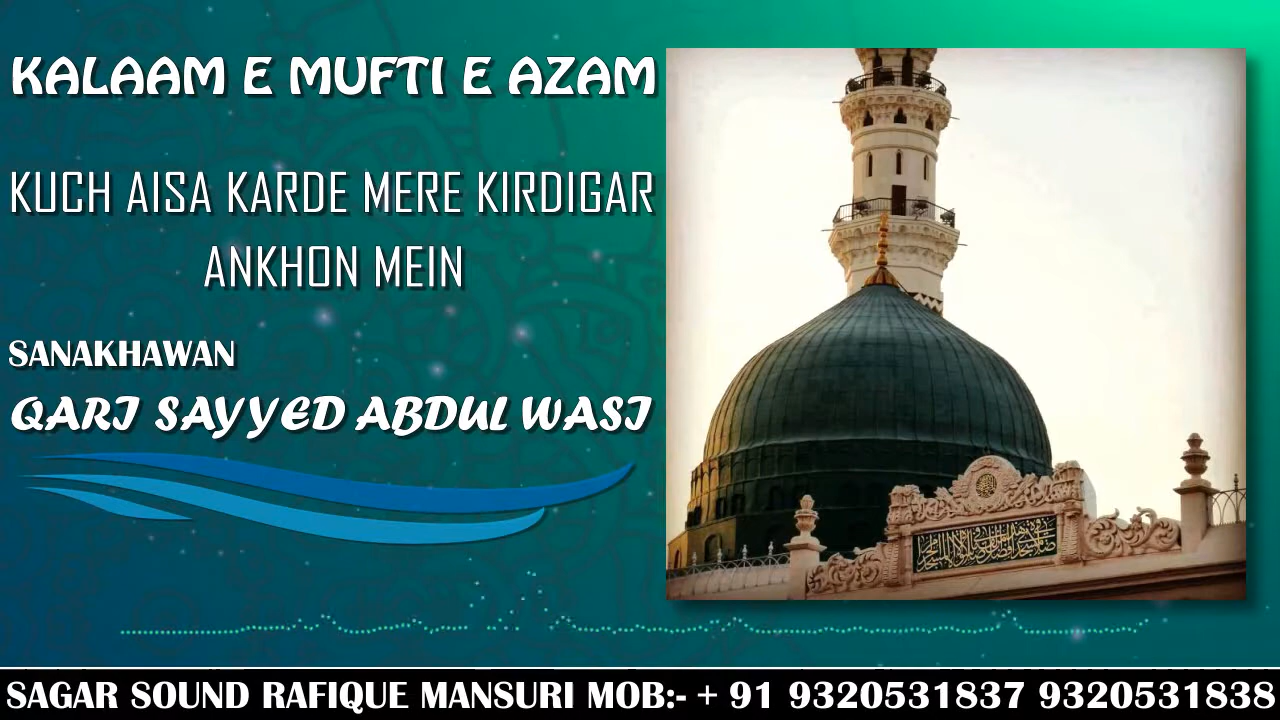 KALAAM E MUFTI E AZAM
KUCH AISA KARDE MERE KIRDIGAR
ANKHON MEIN
SANAKHAWAN
QARI SAYYED ABDUL WASI
SAGAR SOUND RAFIQUE MANSURI MOB:- + 91 9320531837 9320531838